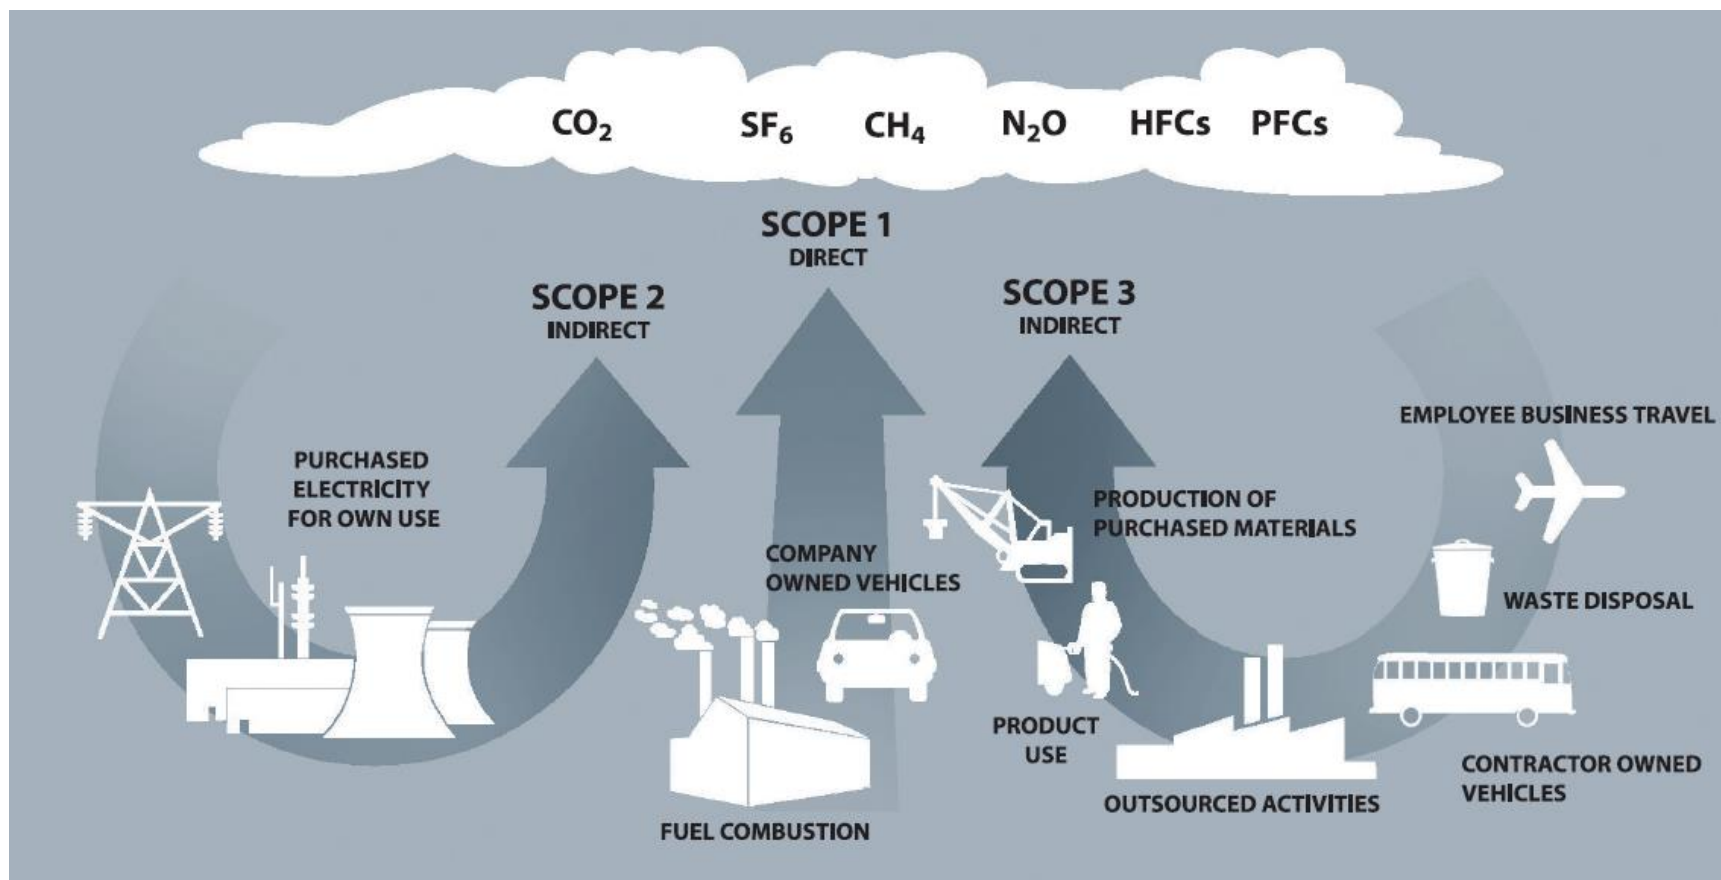 CO₂ SF₆ CH₄ N₂O HFCs PFCs
SCOPE 1
DIRECT
SCOPE 2
INDIRECT
SCOPE 3
INDIRECT
PURCHASED
ELECTRICITY
FOR OWN USE
COMPANY
OWNED VEHICLES
FUEL COMBUSTION
PRODUCTION OF
PURCHASED MATERIALS
PRODUCT
USE
OUTSOURCED ACTIVITIES
EMPLOYEE BUSINESS TRAVEL
WASTE DISPOSAL
CONTRACTOR OWNED
VEHICLES